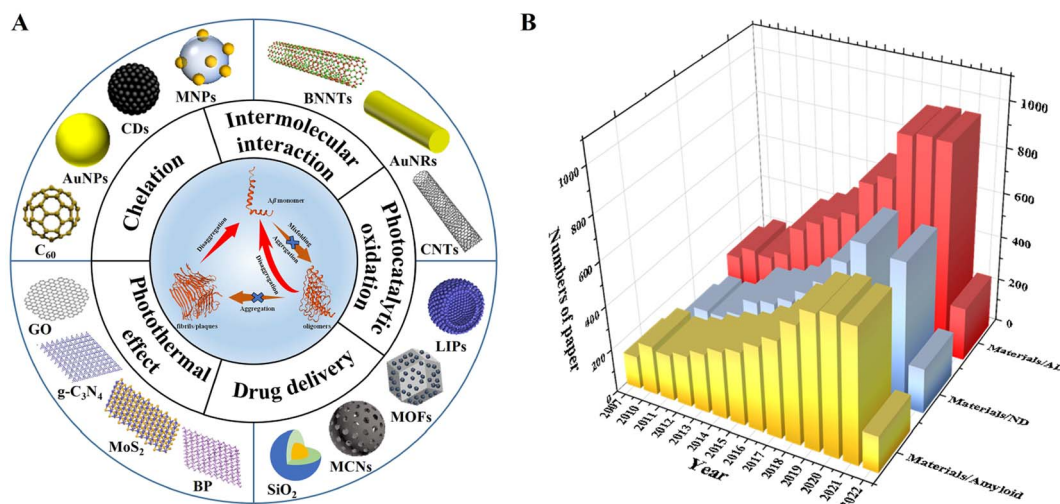 A
MNPs
CDs
AuNPs
C60
BNNTs
AuNRs
CNTs
Chelation
Intermolecular
interaction
Photocatalytic
oxidation
Drug delivery
Photothermal
effect
Aβ monomet
Misfolding
Aggregation
Disaggregation
Disaggregation
fibrils/plaques
Aggregation
oligomers
GO
g-C3N4
MoS2
BP
SiO2
MCNs
MOFs
LIPs
B
Numbers of paper
1000
800
600
400
200
0
1000
800
600
400
200
0
2007
2010
2011
2012
2013
2014
2015
2016
2017
2018
2019
2020
2021
2022
Year
Materials/AD
Materials/ND
Materials/Amyloid